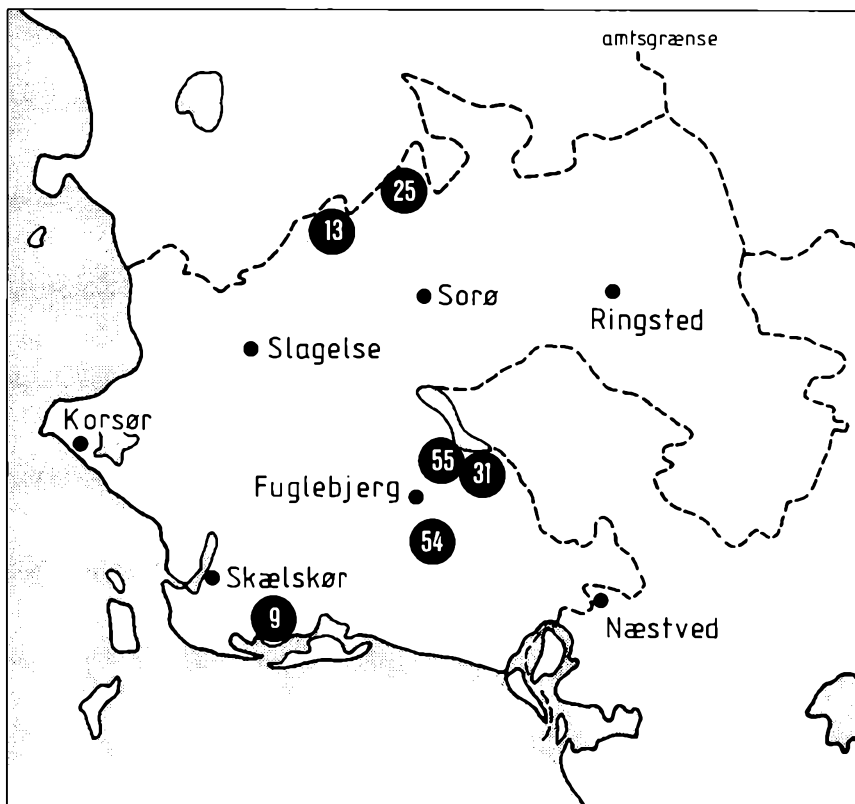 amtsgrænse
25
13
Sorø
Ringsted
Slagelse
Korsør
55
31
Fuglebjerg
54
Skælskør
9
Næstved